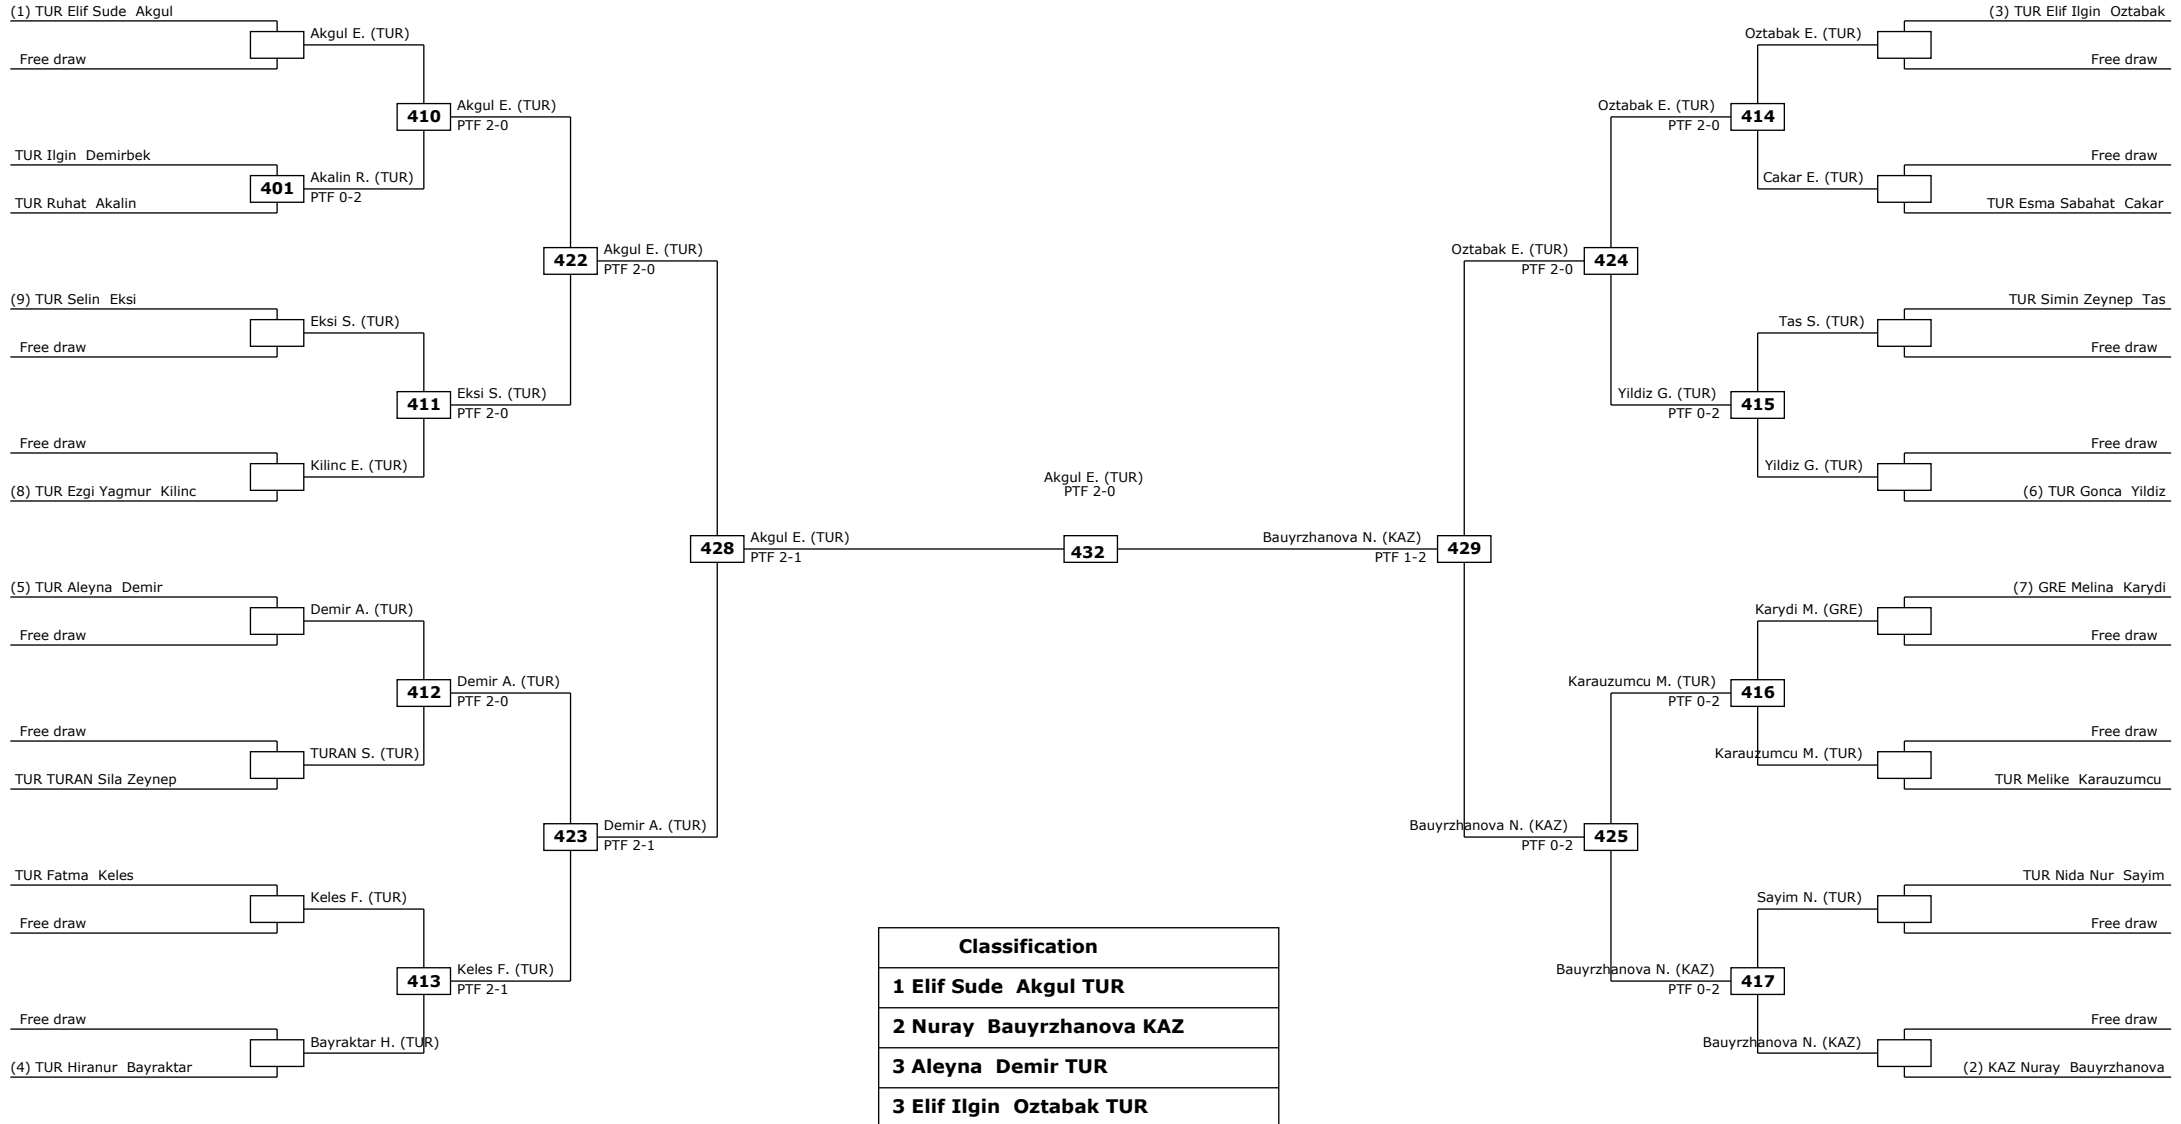 (1) TUR Elif Sude Akgul
Free draw
Akgul E. (TUR)
TUR Ilgin Demirbek
TUR Ruhat Akalin
401
Akalin R. (TUR)
PTF 0-2
410
Akgul E. (TUR)
PTF 2-0
(9) TUR Selin Eksi
Free draw
Eksi S. (TUR)
Free draw
(8) TUR Ezgi Yagmur Kilinc
Kilinc E. (TUR)
411
Eksi S. (TUR)
PTF 2-0
422
Akgul E. (TUR)
PTF 2-0
(5) TUR Aleyna Demir
Free draw
Demir A. (TUR)
Free draw
TUR TURAN Sila Zeynep
TURAN S. (TUR)
412
Demir A. (TUR)
PTF 2-0
TUR Fatma Keles
Free draw
Keles F. (TUR)
Free draw
(4) TUR Hiranur Bayraktar
Bayraktar H. (TUR)
413
Keles F. (TUR)
PTF 2-1
423
Demir A. (TUR)
PTF 2-1
428
Akgul E. (TUR)
PTF 2-1
Akgul E. (TUR)
PTF 2-0
432
(3) TUR Elif Ilgin Oztabak
Free draw
Oztabak E. (TUR)
Free draw
TUR Esma Sabahat Cakar
Cakar E. (TUR)
414
Oztabak E. (TUR)
PTF 2-0
TUR Simin Zeynep Tas
Free draw
Tas S. (TUR)
Free draw
(6) TUR Gonca Yildiz
Yildiz G. (TUR)
415
Yildiz G. (TUR)
PTF 0-2
424
Oztabak E. (TUR)
PTF 2-0
(7) GRE Melina Karydi
Free draw
Karydi M. (GRE)
Free draw
TUR Melike Karauzumcu
Karauzumcu M. (TUR)
416
Karauzumcu M. (TUR)
PTF 0-2
TUR Nida Nur Sayim
Free draw
Sayim N. (TUR)
Free draw
(2) KAZ Nuray Bauyrzhanova
Bauyrzhanova N. (KAZ)
417
Bauyrzhanova N. (KAZ)
PTF 0-2
425
Bauyrzhanova N. (KAZ)
PTF 0-2
429
Bauyrzhanova N. (KAZ)
PTF 1-2
Classification
1 Elif Sude Akgul TUR
2 Nuray Bauyrzhanova KAZ
3 Aleyna Demir TUR
3 Elif Ilgin Oztabak TUR